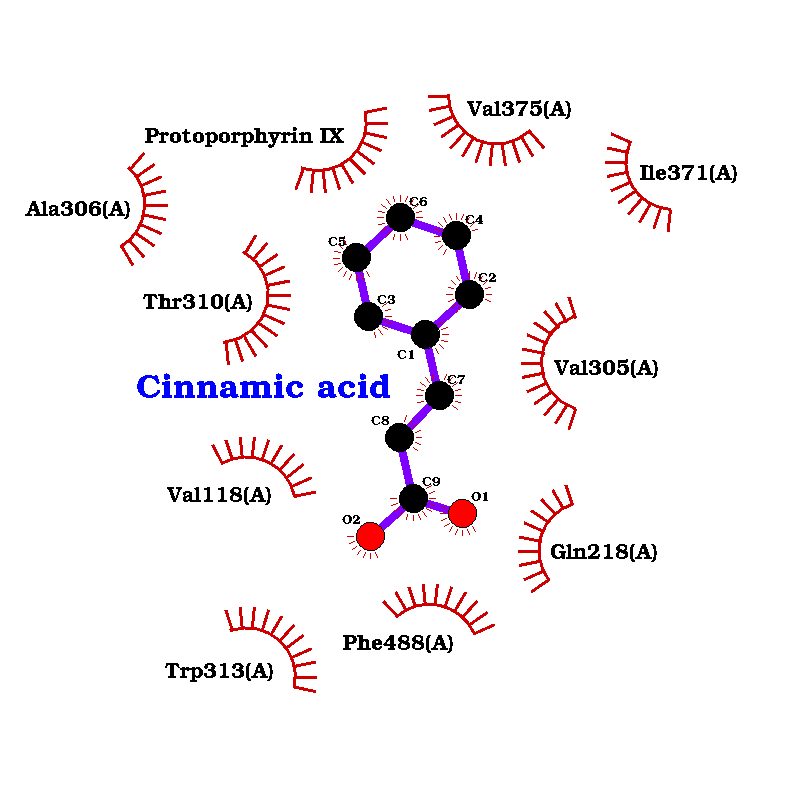 Val375(A)
Protoporphyrin IX
Ile371(A)
C6
Ala306(A)
C4
C5
C2
Thr310(A)
C3
C1
Val305(A)
Cinnamic acid
C7
C8
C9
Val118(A)
O1
O2
Gln218(A)
Phe488(A)
Trp313(A)